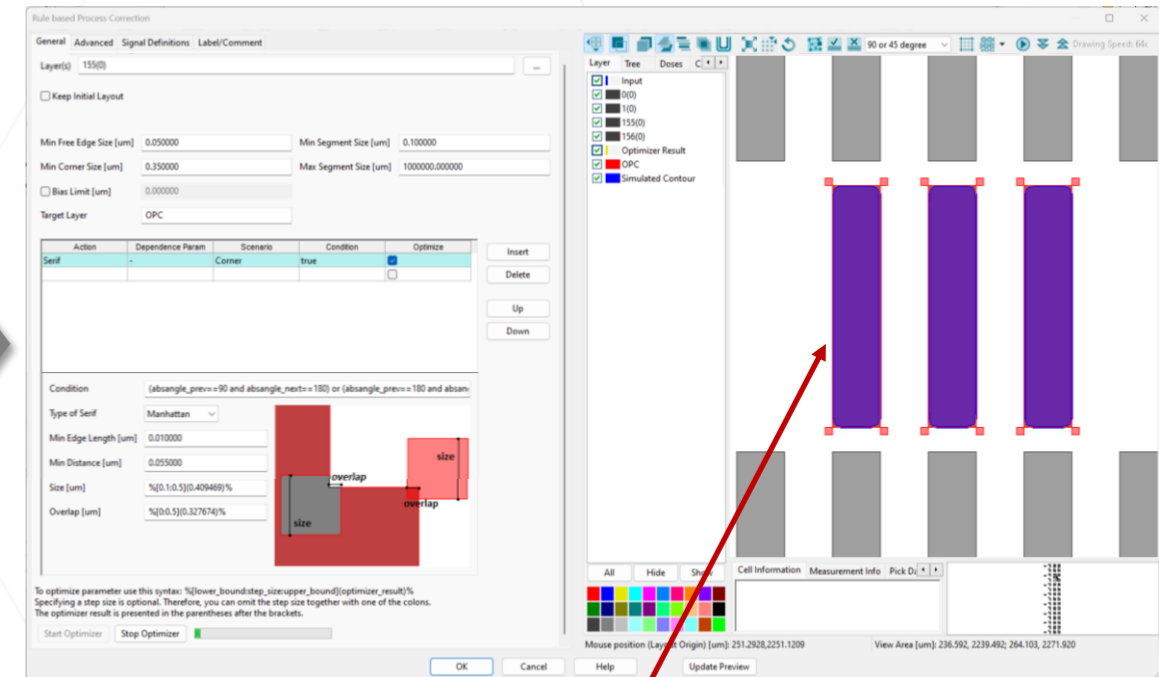 Rule based Process Correction
General Advanced Signal Definitions Label/Comment
Layer(s) 155(0) ...
Keep Initial Layout
Min Free Edge Size [um] 0.050000 Min Segment Size [um] 0.100000
Min Corner Size [um] 0.350000 Max Segment Size [um] 1000000.000000
Bias Limit [um] 0.000000
Target Layer OPC
Action Dependence Param Scenario Condition Optimize
Serif - Corner true
Insert
Delete
Up
Down
Condition (absangle_prev==90 and absangle_next==180) or (absangle_prev==180 and absan
Type of Serif Manhattan
Min Edge Length [um] 0.010000
Min Distance [um] 0.055000
Size [um] %[0.1:0.5](0.409469)%
Overlap [um] %[0:0.5](0.327674)%
overlap
size
size
overlap
To optimize parameter use this syntax: %[lower_bound:step_size:upper_bound](optimizer_result)%
Specifying a step size is optional. Therefore, you can omit the step size together with one of the colons.
The optimizer result is presented in the parentheses after the brackets.
Start Optimizer Stop Optimizer
OK Cancel Help Update Preview
90 or 45 degree Drawing Speed: 64x
Layer Tree Doses C
Input
0(0)
1(0)
155(0)
156(0)
Optimizer Result
OPC
Simulated Contour
All Hide Show
Cell Information Measurement Info Pick D
Mouse position (Layout Origin) [um]: 251.2928,2251.1209 View Area [um]: 236.592, 2239.492; 264.103, 2271.920